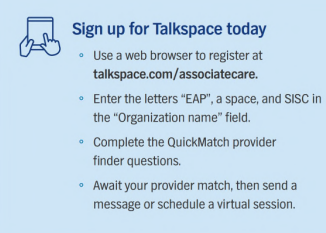 Sign up for Talkspace today
• Use a web browser to register at
talkspace.com/associatecare.
• Enter the letters “EAP”, a space, and SISC in
the “Organization name” field.
• Complete the QuickMatch provider
finder questions.
• Await your provider match, then send a
message or schedule a virtual session.